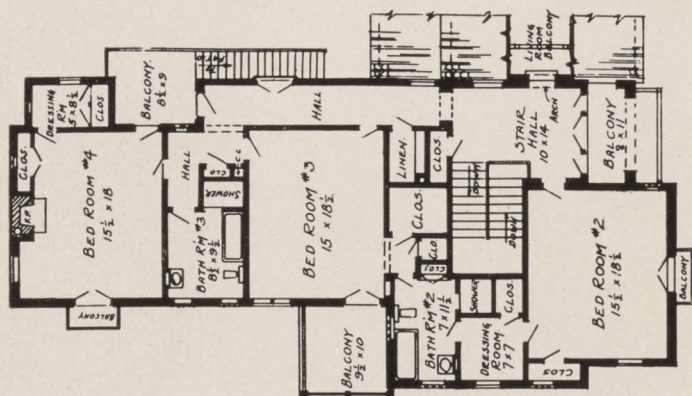 DRESSING
R'M
5 x 8½
CLOS.
BALCONY.
8½ x 9
PATIO
HALL
LIVING
ROOM
BALCONY
ARCH
STAIR
HALL
10 x 14
BALCONY
8 x 11
CLOS.
F.P.
BED ROOM #4
15½ x 18
BALCONY
HALL
CLO
SHOWER
BATH R'M #3
8½ x 9½
BED ROOM #3
15 x 18½
LINEN.
CLOS
CLOS.
CLO
CLOS
DOWN
DOWN
BATH R'M #2
7 x 11½
SHOWER
CLOS.
DRESSING
ROOM.
7 x 7
BED ROOM #2
15½ x 18½
BALCONY
CLOS
BALCONY
9½ x 10